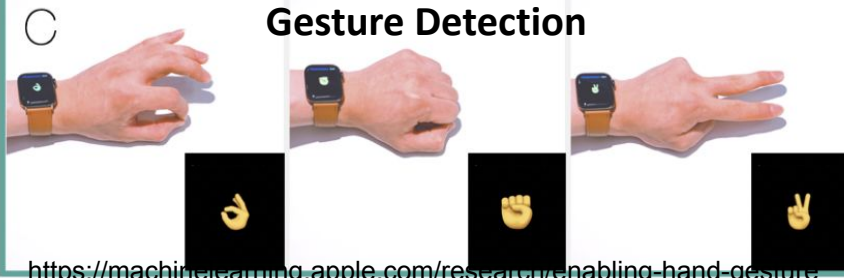 C
Gesture Detection
https://machinelearning.apple.com/research/enabling-hand-gesture